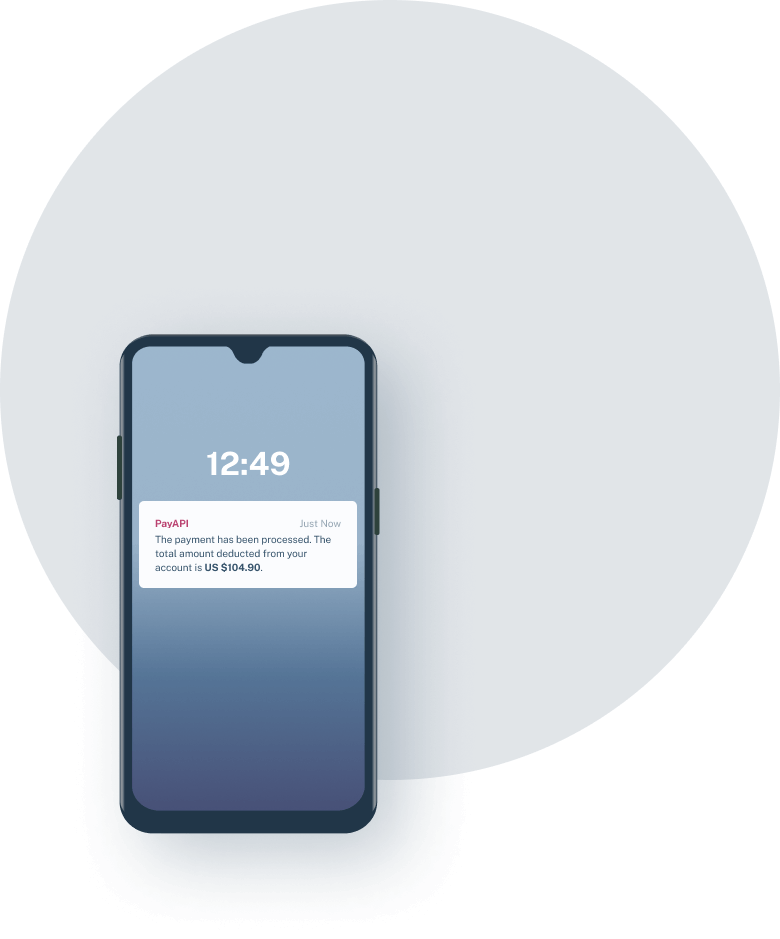 12:49
PayAPI Just Now
The payment has been processed. The
total amount deducted from your
account is US $104.90.